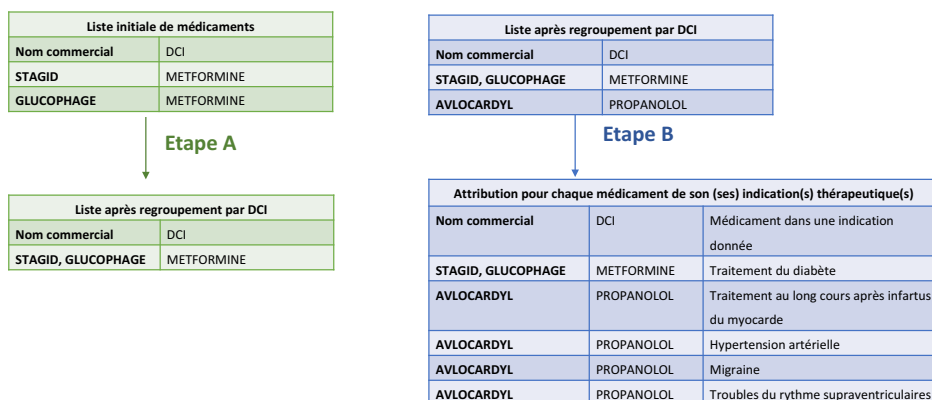 Liste initiale de médicaments
Nom commercial DCI
STAGID METFORMINE
GLUCOPHAGE METFORMINE
Etape A
Liste après regroupement par DCI
Nom commercial DCI
STAGID, GLUCOPHAGE METFORMINE
Liste après regroupement par DCI
Nom commercial DCI
STAGID, GLUCOPHAGE METFORMINE
AVLOCARDYL PROPANOLOL
Etape B
Attribution pour chaque médicament de son (ses) indication(s) thérapeutique(s)
Nom commercial DCI Médicament dans une indication
donnée
STAGID, GLUCOPHAGE METFORMINE Traitement du diabète
AVLOCARDYL PROPANOLOL Traitement au long cours après infartus
du myocarde
AVLOCARDYL PROPANOLOL Hypertension artérielle
AVLOCARDYL PROPANOLOL Migraine
AVLOCARDYL PROPANOLOL Troubles du rythme supraventriculaires